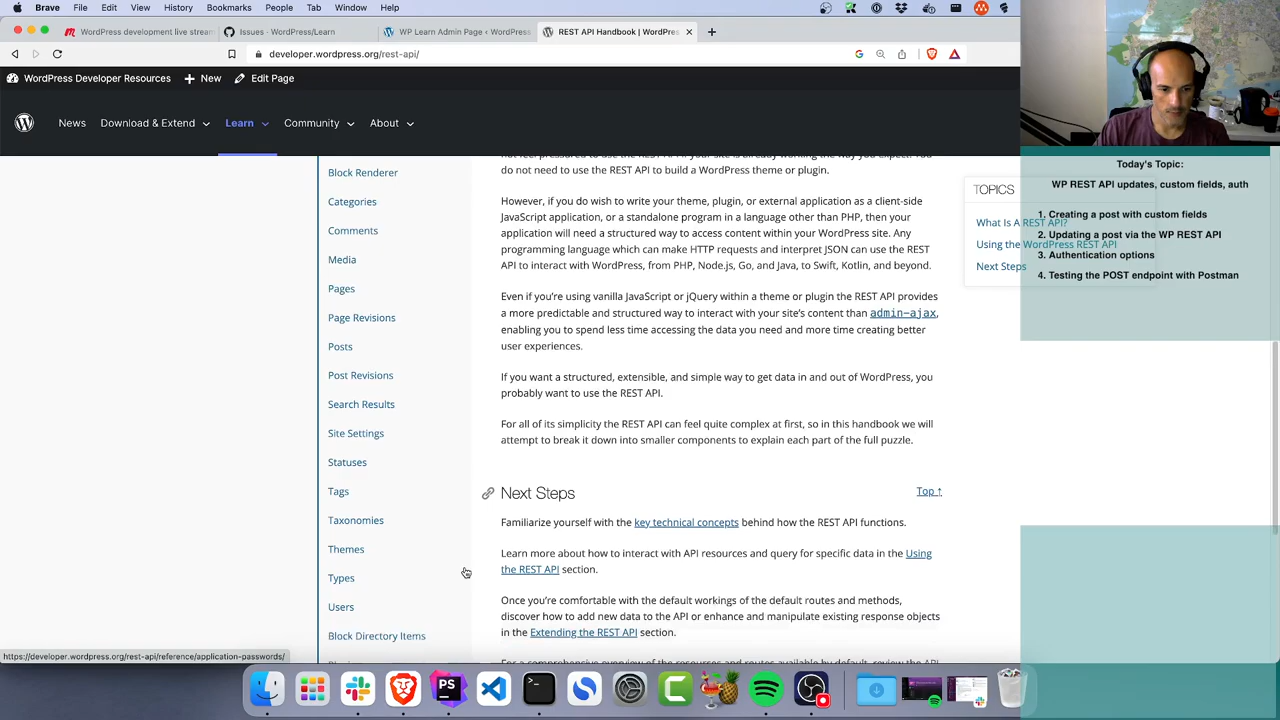 Brave File Edit View History Bookmarks People Tab Window Help
WordPress development live strean
Issues · WordPress/Learn
WP Learn Admin Page < WordPress
REST API Handbook | WordPres
developer.wordpress.org/rest-api/
WordPress Developer Resources
New
Edit Page
News
Download & Extend
Learn
Community
About
Block Renderer
Categories
Comments
Media
Pages
Page Revisions
Posts
Post Revisions
Search Results
Site Settings
Statuses
Tags
Taxonomies
Themes
Types
Users
Block Directory Items
do not need to use the REST API to build a WordPress theme or plugin.
However, if you do wish to write your theme, plugin, or external application as a client-side
JavaScript application, or a standalone program in a language other than PHP, then your
application will need a structured way to access content within your WordPress site. Any
programming language which can make HTTP requests and interpret JSON can use the REST
API to interact with WordPress, from PHP, Node.js, Go, and Java, to Swift, Kotlin, and beyond.
Even if you're using vanilla JavaScript or jQuery within a theme or plugin the REST API provides
a more predictable and structured way to interact with your site's content than admin-ajax,
enabling you to spend less time accessing the data you need and more time creating better
user experiences.
If you want a structured, extensible, and simple way to get data in and out of WordPress, you
probably want to use the REST API.
For all of its simplicity the REST API can feel quite complex at first, so in this handbook we will
attempt to break it down into smaller components to explain each part of the full puzzle.
Next Steps
Top ↑
Familiarize yourself with the key technical concepts behind how the REST API functions.
Learn more about how to interact with API resources and query for specific data in the Using
the REST API section.
Once you're comfortable with the default workings of the default routes and methods,
discover how to add new data to the API or enhance and manipulate existing response objects
in the Extending the REST API section.
TOPICS
What Is A REST API?
Using the WordPress REST API
Next Steps
Today's Topic:
WP REST API updates, custom fields, auth
1. Creating a post with custom fields
2. Updating a post via the WP REST API
3. Authentication options
4. Testing the POST endpoint with Postman
https://developer.wordpress.org/rest-api/reference/application-passwords/
PS